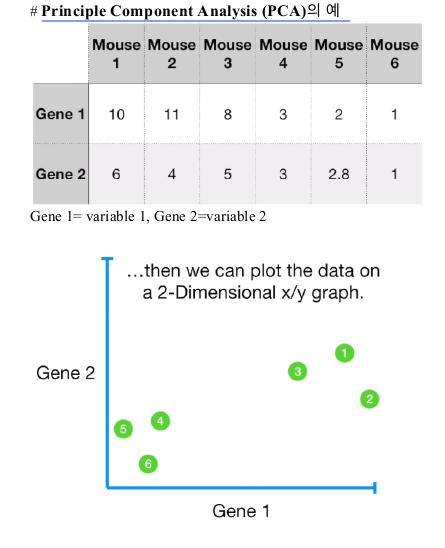 # Principle Component Analysis (PCA)의 예
Mouse 1 Mouse 2 Mouse 3 Mouse 4 Mouse 5 Mouse 6
Gene 1 10 11 8 3 2 1
Gene 2 6 4 5 3 2.8 1
Gene 1= variable 1, Gene 2=variable 2
...then we can plot the data on
a 2-Dimensional x/y graph.
1
3
Gene 2
2
4
5
6
Gene 1